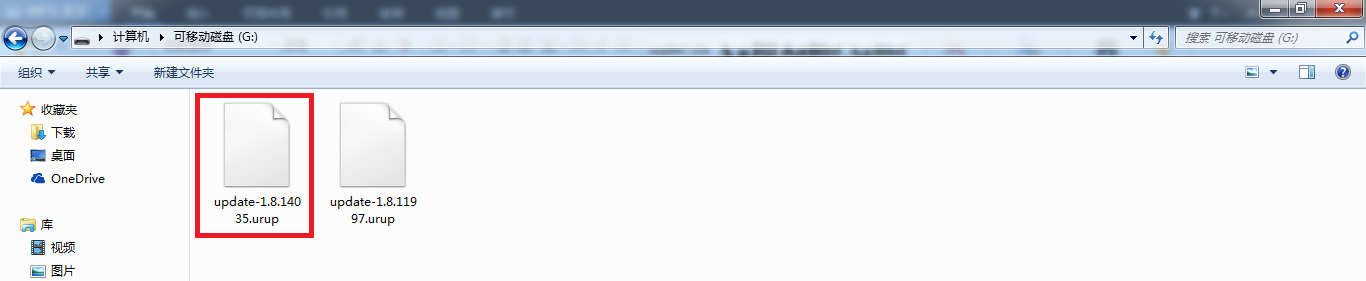 计算机 ▸ 可移动磁盘 (G:)
搜索 可移动磁盘 (G:)
组织
共享
新建文件夹
收藏夹
下载
桌面
OneDrive
库
视频
图片
update-1.8.140
35.urup
update-1.8.119
97.urup